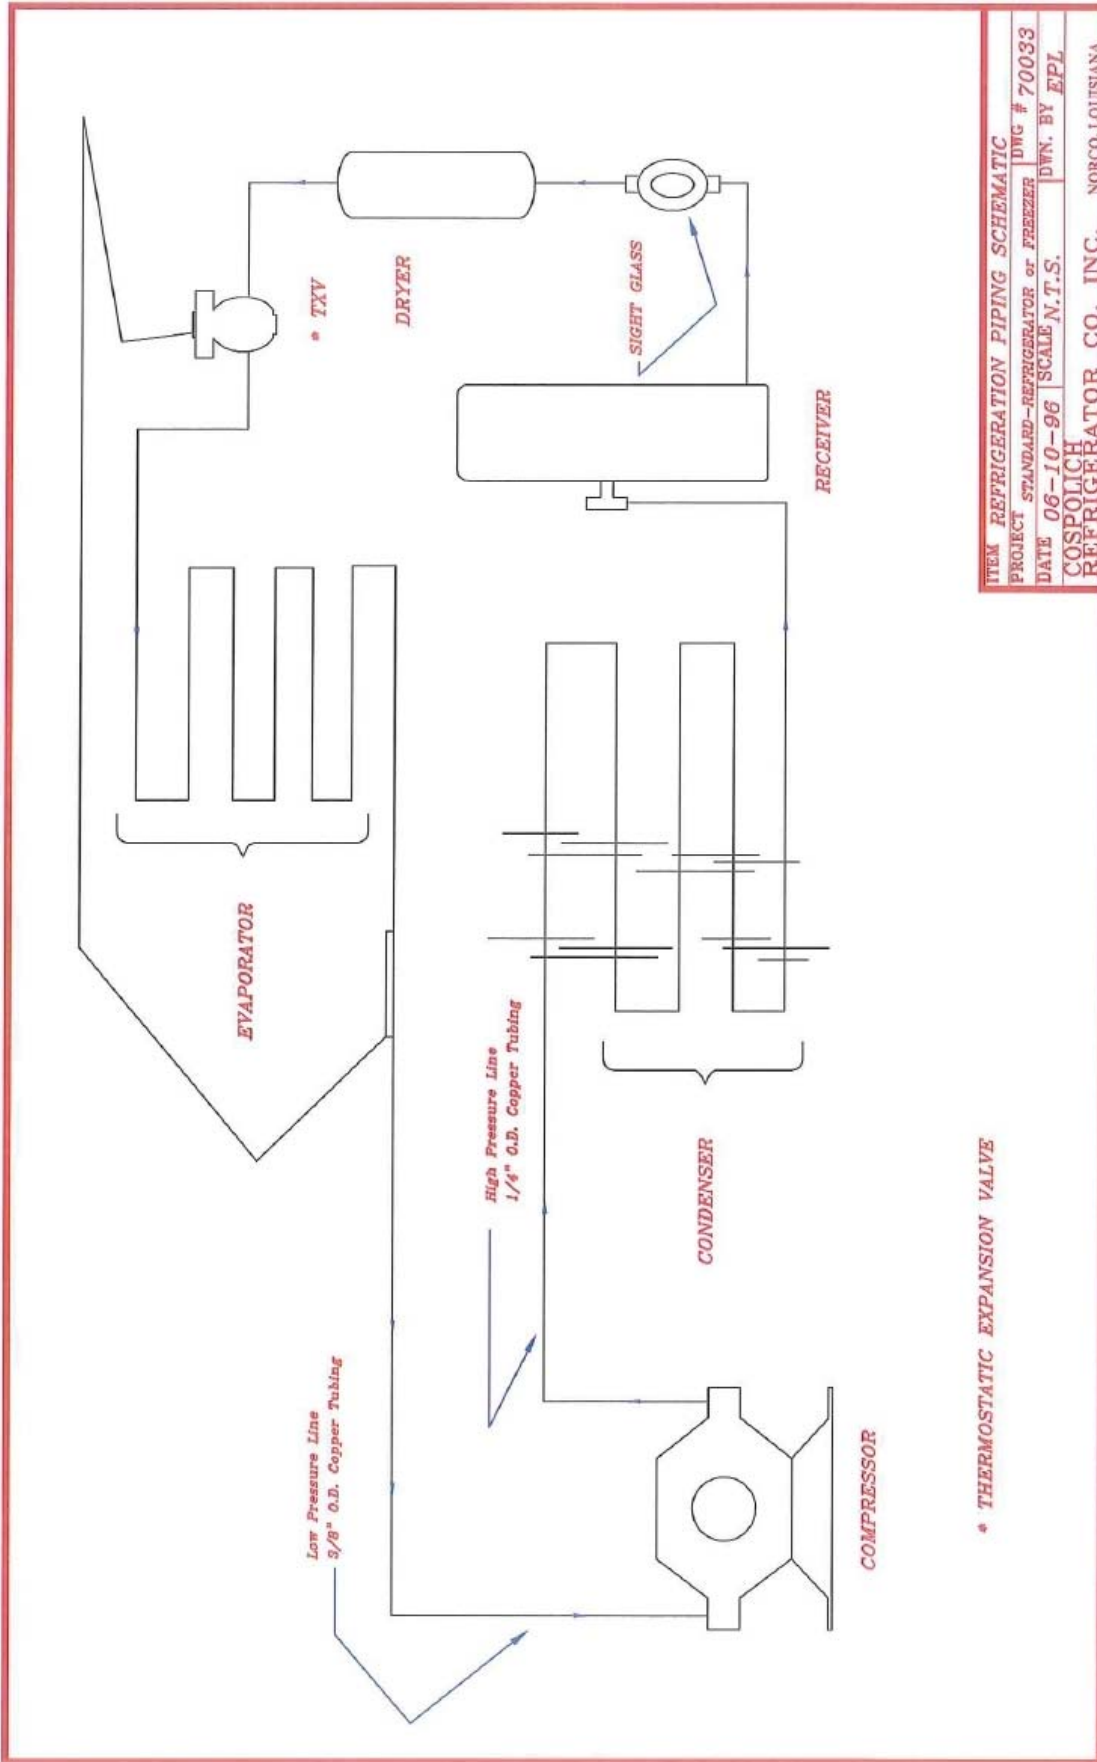 * TXV
DRYER
SIGHT GLASS
EVAPORATOR
RECEIVER
High Pressure Line
1/4" O.D. Copper Tubing
Low Pressure Line
3/8" O.D. Copper Tubing
CONDENSER
COMPRESSOR
* THERMOSTATIC EXPANSION VALVE
ITEM REFRIGERATION PIPING SCHEMATIC
PROJECT STANDARD-REFRIGERATOR or FREEZER DWG # 70033
DATE 06-10-96 SCALE N.T.S. DWN. BY EPL
COSPOLICH
REFRIGERATOR CO. INC. NORCO LOUISIANA